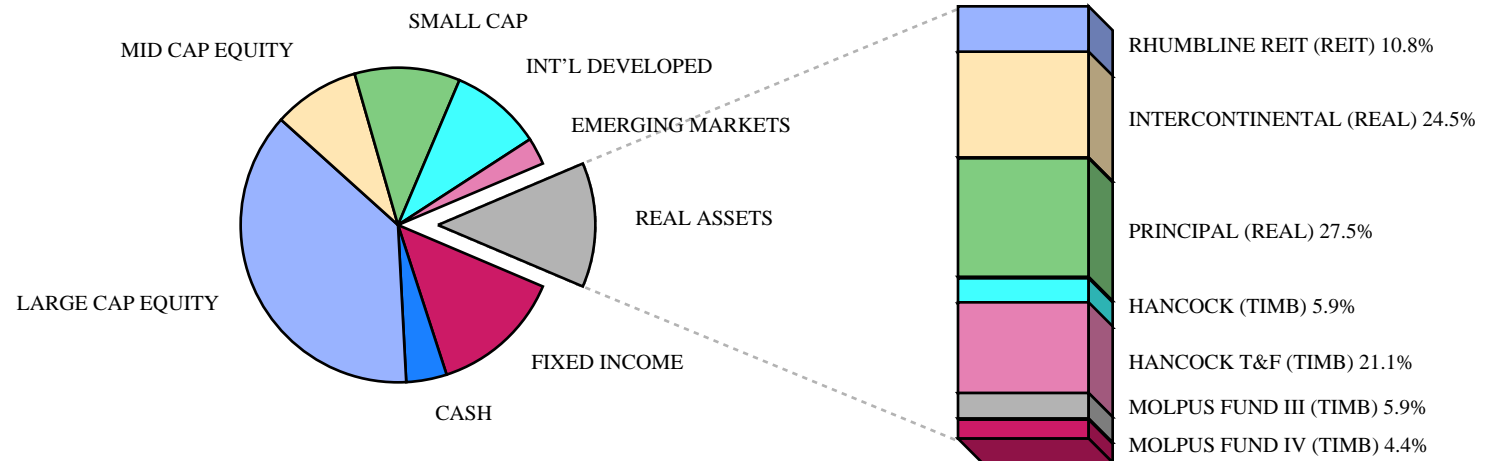 SMALL CAP
MID CAP EQUITY
INT'L DEVELOPED
EMERGING MARKETS
REAL ASSETS
LARGE CAP EQUITY
FIXED INCOME
CASH
RHUMBLINE REIT (REIT) 10.8%
INTERCONTINENTAL (REAL) 24.5%
PRINCIPAL (REAL) 27.5%
HANCOCK (TIMB) 5.9%
HANCOCK T&F (TIMB) 21.1%
MOLPUS FUND III (TIMB) 5.9%
MOLPUS FUND IV (TIMB) 4.4%